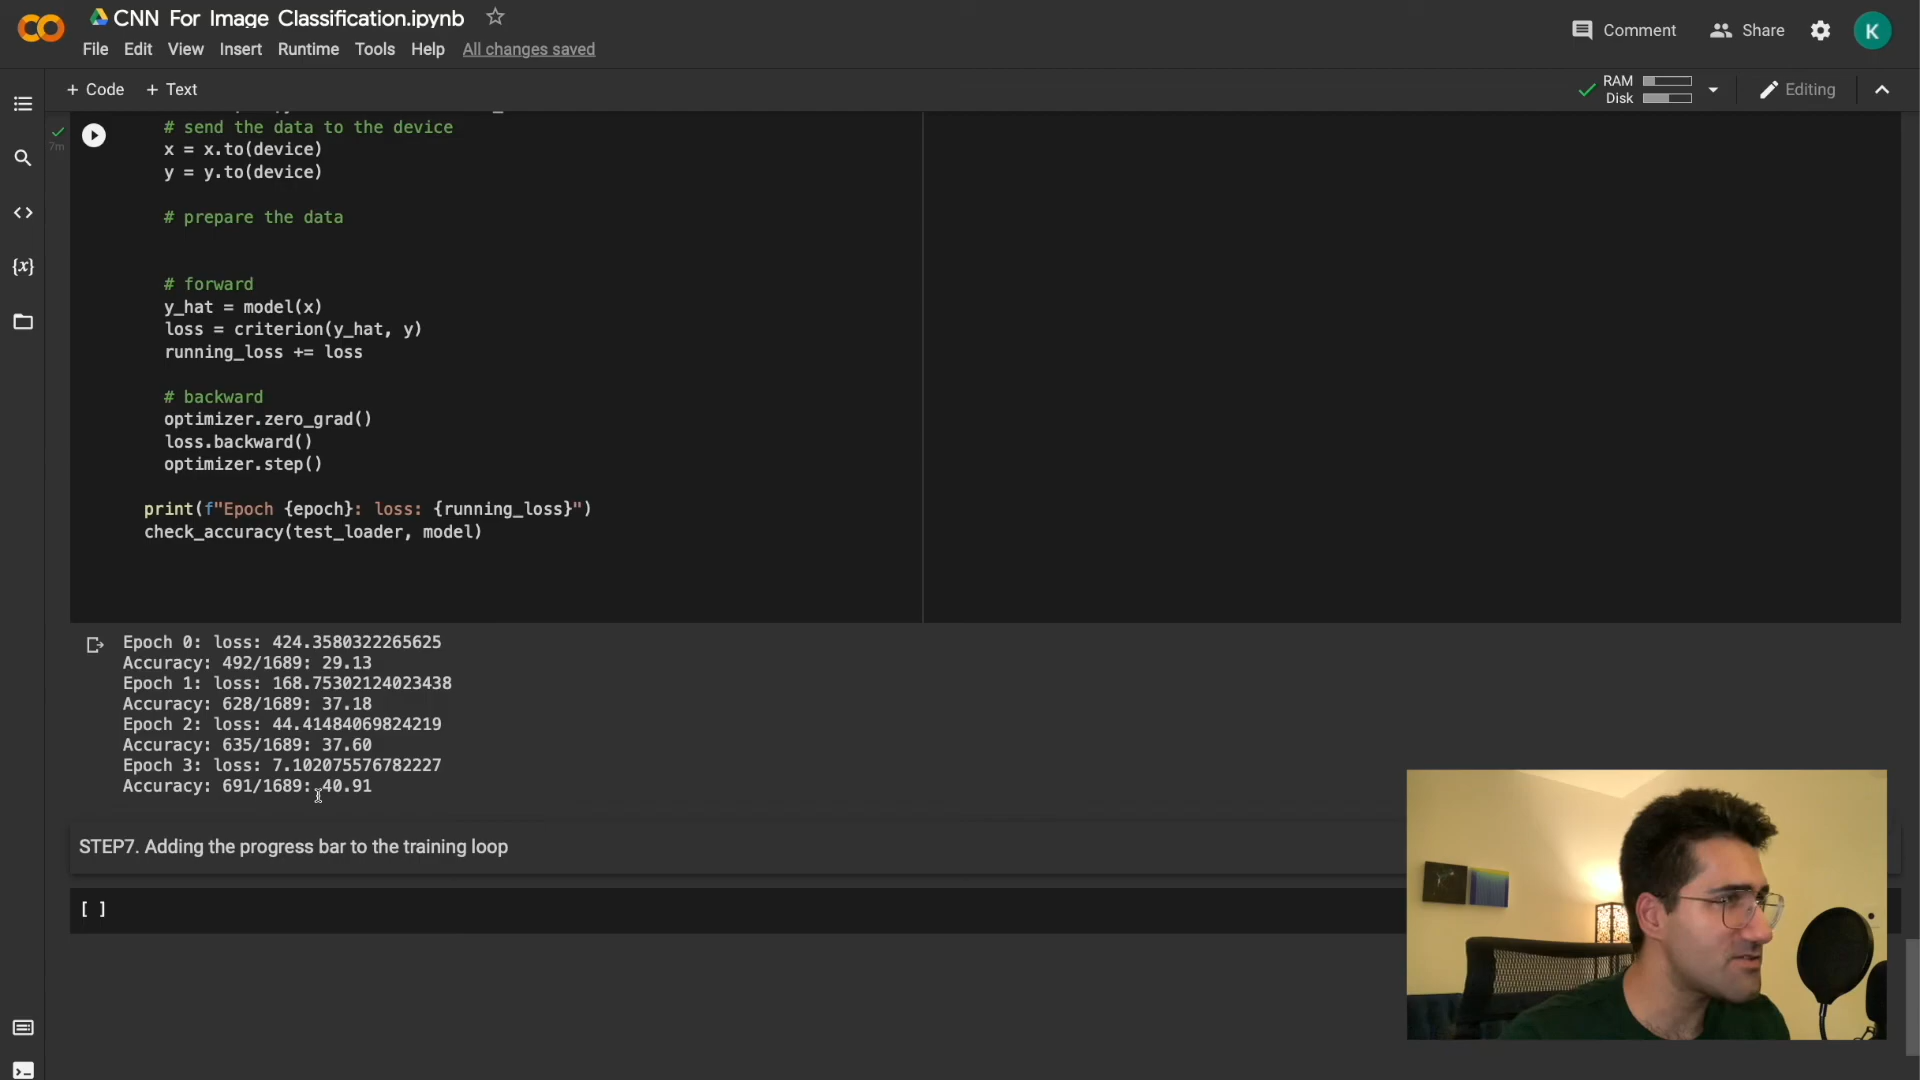 CNN For Image Classification.ipynb
Comment
Share
K
File Edit View Insert Runtime Tools Help All changes saved
+ Code + Text
RAM
Disk
Editing
7m
# send the data to the device
x = x.to(device)
y = y.to(device)
# prepare the data
{x}
# forward
y_hat = model(x)
loss = criterion(y_hat, y)
running_loss += loss
# backward
optimizer.zero_grad()
loss.backward()
optimizer.step()
print(f"Epoch {epoch}: loss: {running_loss}")
check_accuracy(test_loader, model)
Epoch 0: loss: 424.3580322265625
Accuracy: 492/1689: 29.13
Epoch 1: loss: 168.75302124023438
Accuracy: 628/1689: 37.18
Epoch 2: loss: 44.41484069824219
Accuracy: 635/1689: 37.60
Epoch 3: loss: 7.102075576782227
Accuracy: 691/1689: 40.91
STEP7. Adding the progress bar to the training loop
[ ]